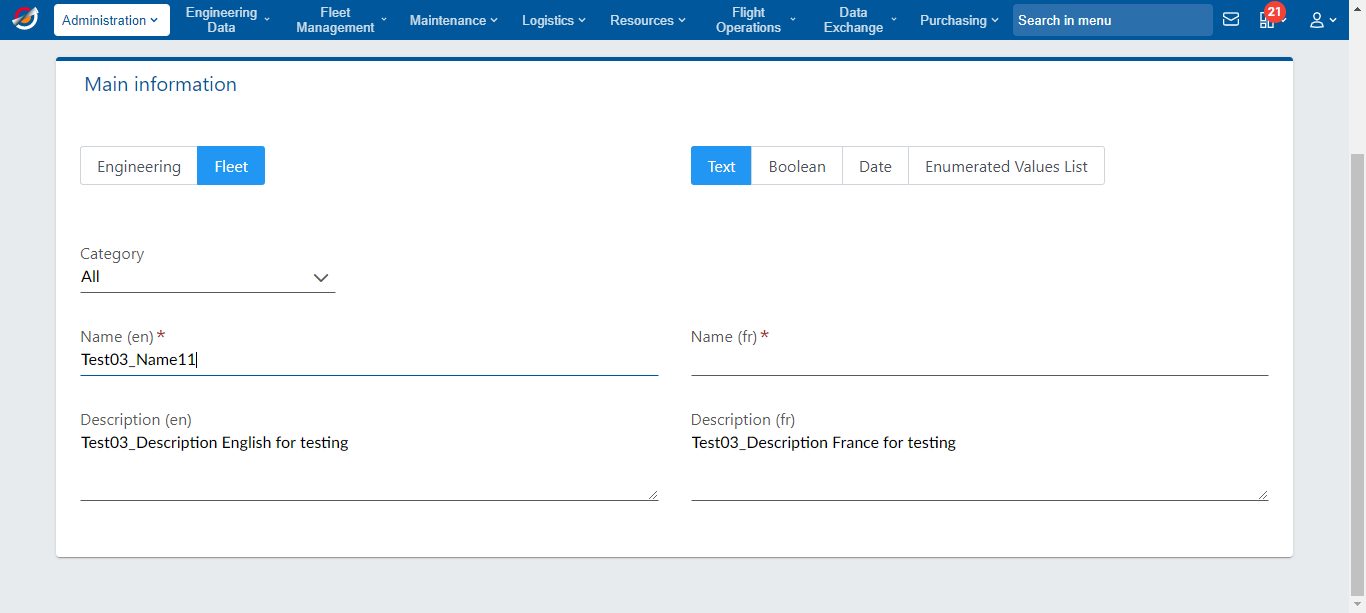 Administration
Engineering
Data
Fleet
Management
Maintenance
Logistics
Resources
Flight
Operations
Data
Exchange
Purchasing
Search in menu
21
Main information
Engineering Fleet
Text Boolean Date Enumerated Values List
Category
All
Name (en) *
Test03_Name11
Name (fr) *
Description (en)
Test03_Description English for testing
Description (fr)
Test03_Description France for testing